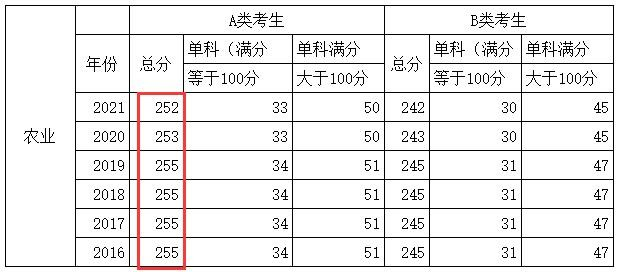 A类考生 B类考生
农业 年份 总分 单科（满分 单科满分 总分 单科（满分 单科满分
等于100分 大于100分 等于100分 大于100分
2021 252 33 50 242 30 45
2020 253 33 50 243 30 45
2019 255 34 51 245 31 47
2018 255 34 51 245 31 47
2017 255 34 51 245 31 47
2016 255 34 51 245 31 47